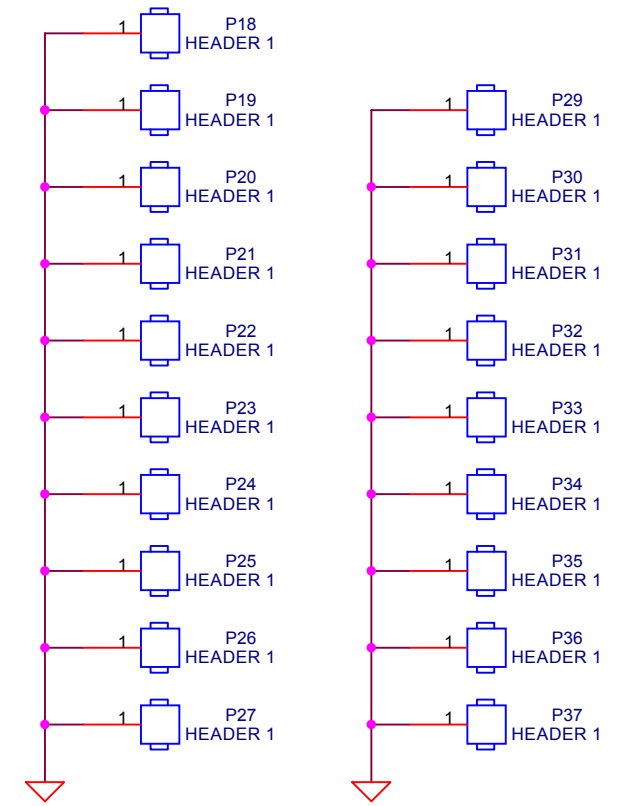 1 P18
HEADER 1
1 P19
HEADER 1
1 P20
HEADER 1
1 P21
HEADER 1
1 P22
HEADER 1
1 P23
HEADER 1
1 P24
HEADER 1
1 P25
HEADER 1
1 P26
HEADER 1
1 P27
HEADER 1
1 P29
HEADER 1
1 P30
HEADER 1
1 P31
HEADER 1
1 P32
HEADER 1
1 P33
HEADER 1
1 P34
HEADER 1
1 P35
HEADER 1
1 P36
HEADER 1
1 P37
HEADER 1